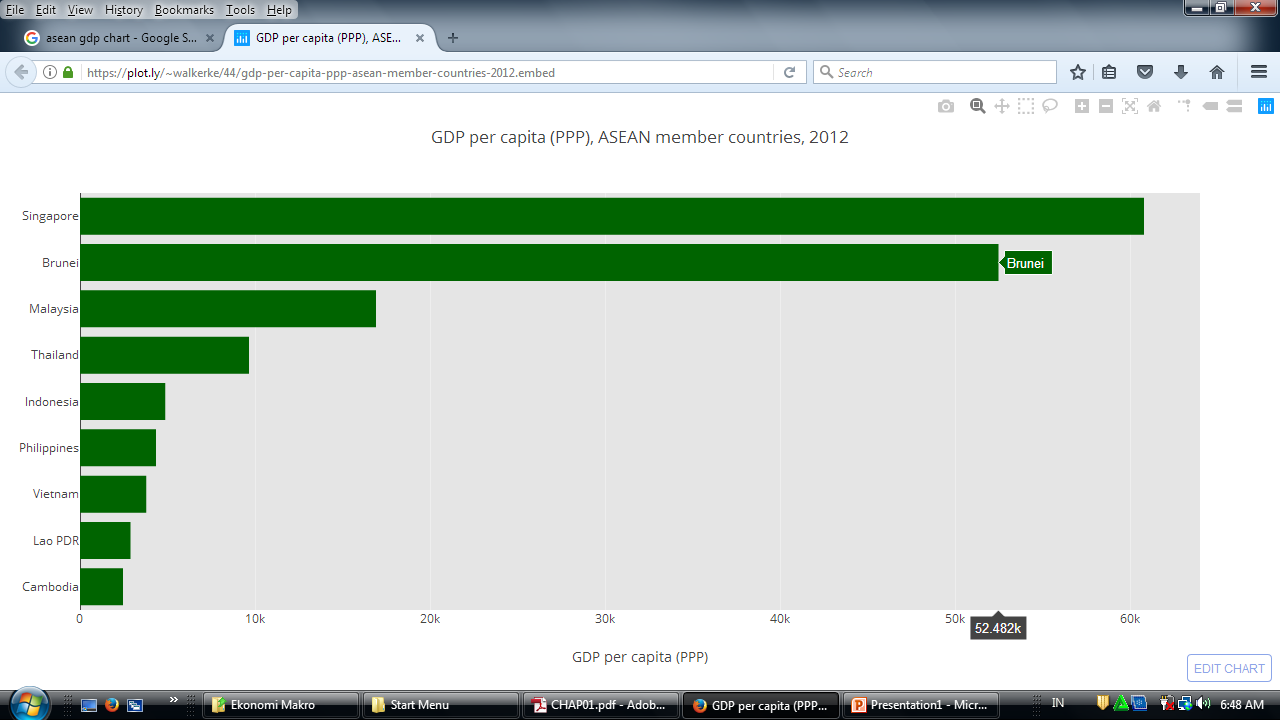 File Edit View History Bookmarks Tools Help
asean gdp chart - Google S...
GDP per capita (PPP), ASE...
https://plot.ly/~walkerke/44/gdp-per-capita-ppp-asean-member-countries-2012.embed
Search
GDP per capita (PPP), ASEAN member countries, 2012
Singapore
Brunei
Brunei
Malaysia
Thailand
Indonesia
Philippines
Vietnam
Lao PDR
Cambodia
0 10k 20k 30k 40k 50k 60k
52.482k
GDP per capita (PPP)
EDIT CHART
» Ekonomi Makro Start Menu CHAP01.pdf - Adob... GDP per capita (PPP... Presentation1 - Micr... IN 6:48 AM